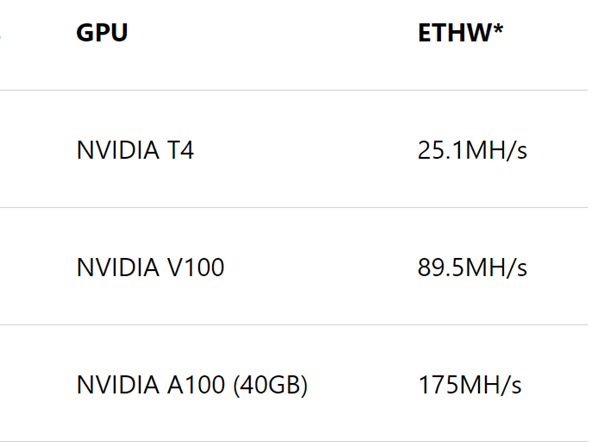 GPU ETHW*
NVIDIA T4 25.1MH/s
NVIDIA V100 89.5MH/s
NVIDIA A100 (40GB) 175MH/s